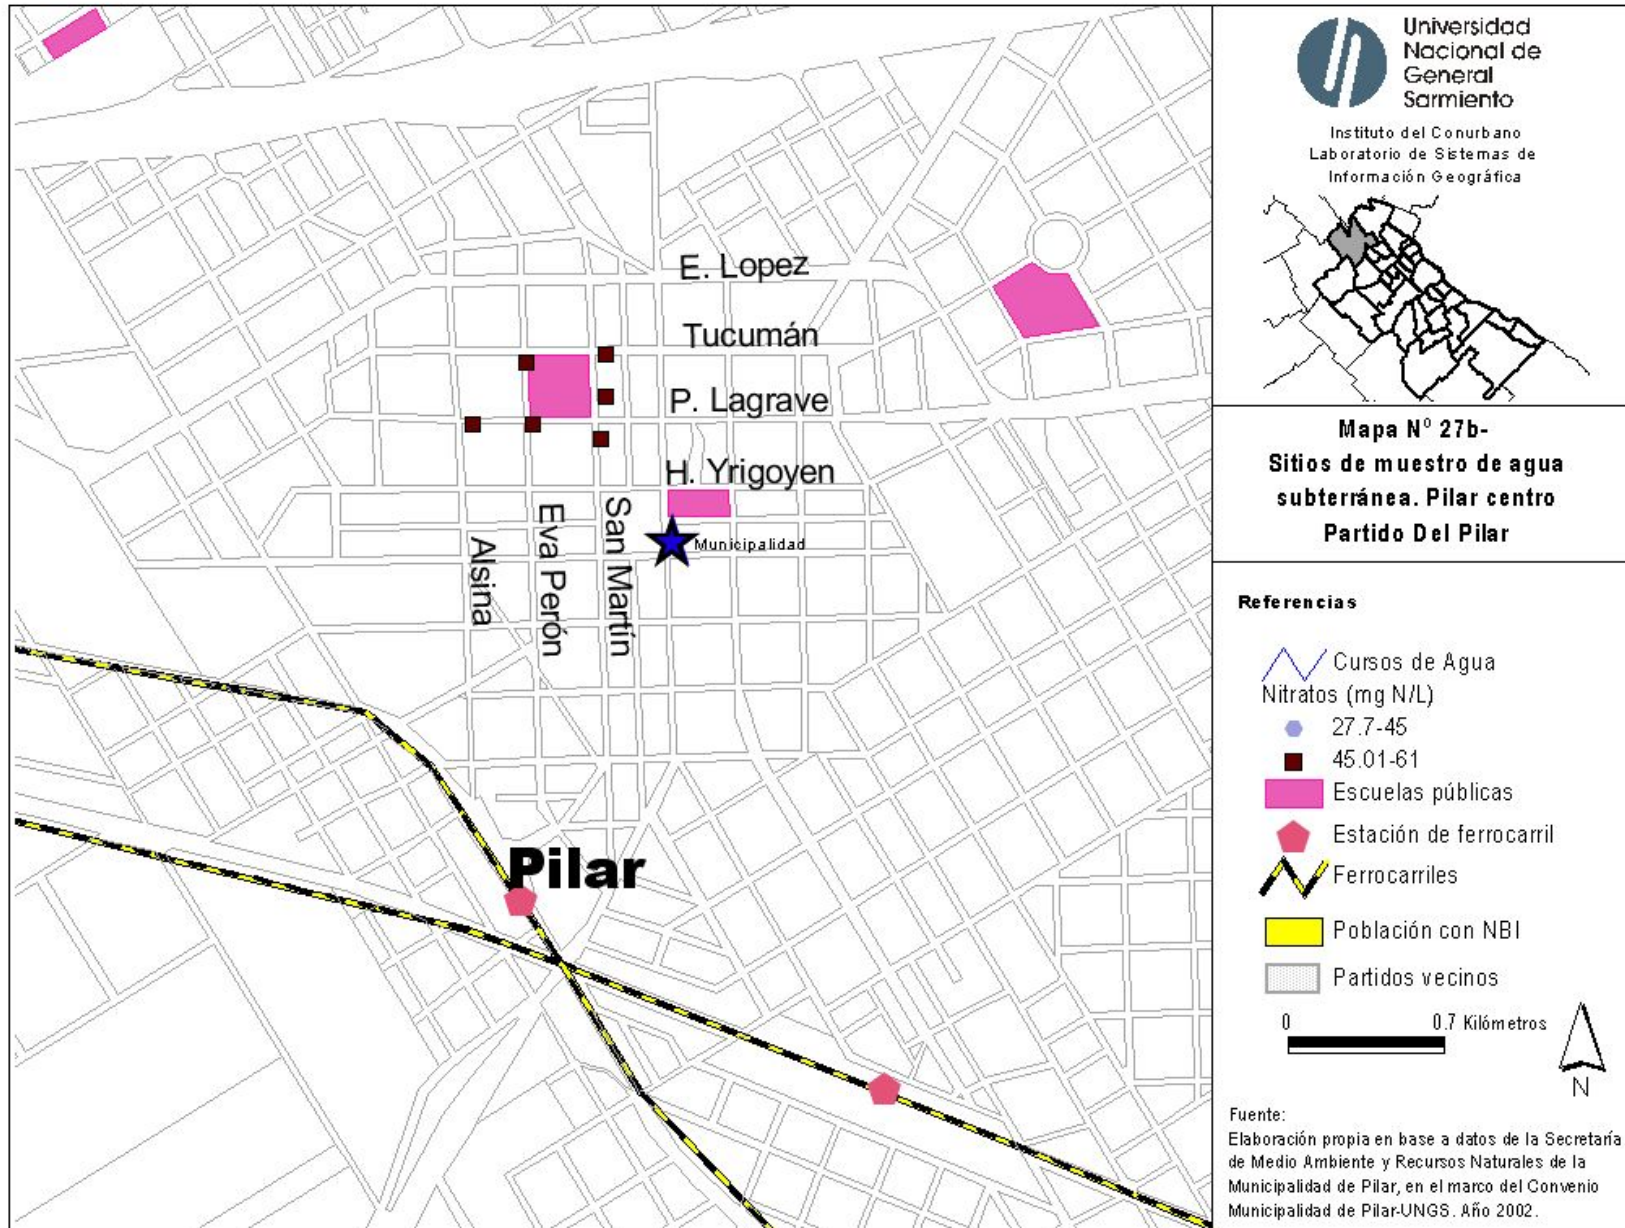 E. Lopez
Tucumán
P. Lagrave
H. Yrigoyen
Municipalidad
Alsina
Eva Perón
San Martín
Pilar
Universidad
Nacional de
General
Sarmiento
Instituto del Conurbano
Laboratorio de Sistemas de
Información Geográfica
Mapa Nº 27b-
Sitios de muestro de agua
subterránea. Pilar centro
Partido Del Pilar
Referencias
Cursos de Agua
Nitratos (mg N/L)
27.7-45
45.01-61
Escuelas públicas
Estación de ferrocarril
Ferrocarriles
Población con NBI
Partidos vecinos
0 0.7 Kilómetros
N
Fuente:
Elaboración propia en base a datos de la Secretaría
de Medio Ambiente y Recursos Naturales de la
Municipalidad de Pilar, en el marco del Convenio
Municipalidad de Pilar-UNGS. Año 2002.